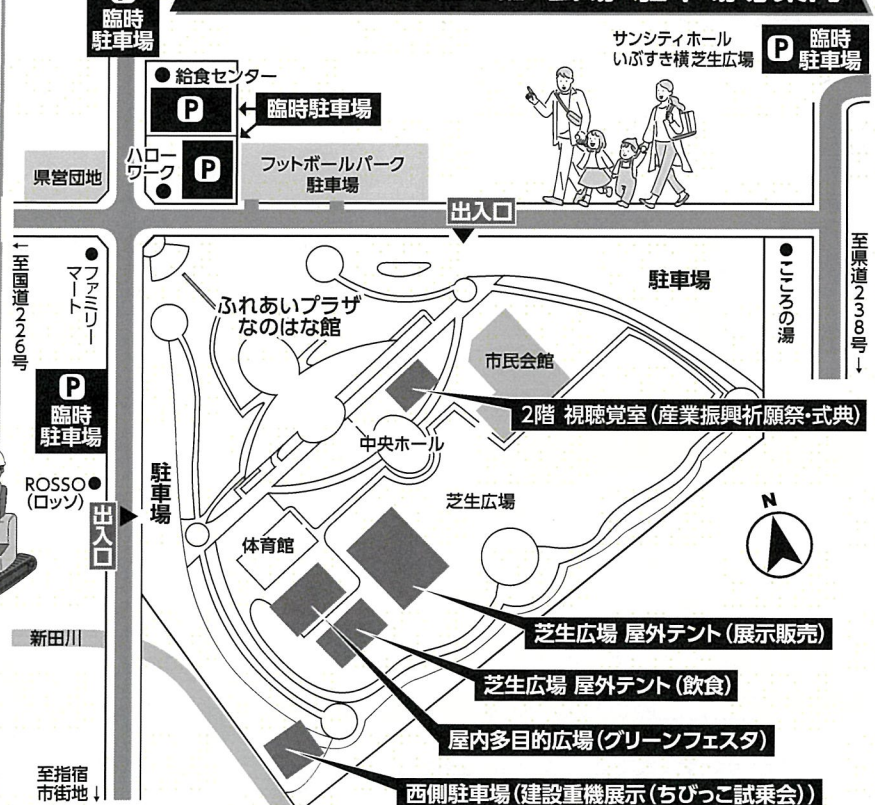 P
臨時
駐車場
サンシティホール
いぶすき横芝生広場
P
臨時
駐車場
●給食センター
P
臨時駐車場
ハロー
ワーク
P
フットボールパーク
駐車場
県営団地
出入口
←至国道226号
ファミリー
マート
駐車場
こころの湯
至県道238号→
ふれあいプラザ
なのはな館
市民会館
P
臨時
駐車場
2階 視聴覚室(産業振興祈願祭・式典)
中央ホール
ROSSO
(ロッソ)
出入口
駐車場
芝生広場
N
体育館
芝生広場 屋外テント(展示販売)
新田川
芝生広場 屋外テント(飲食)
屋内多目的広場(グリーンフェスタ)
至指宿
市街地↓
西側駐車場(建設重機展示(ちびっこ試乗会))